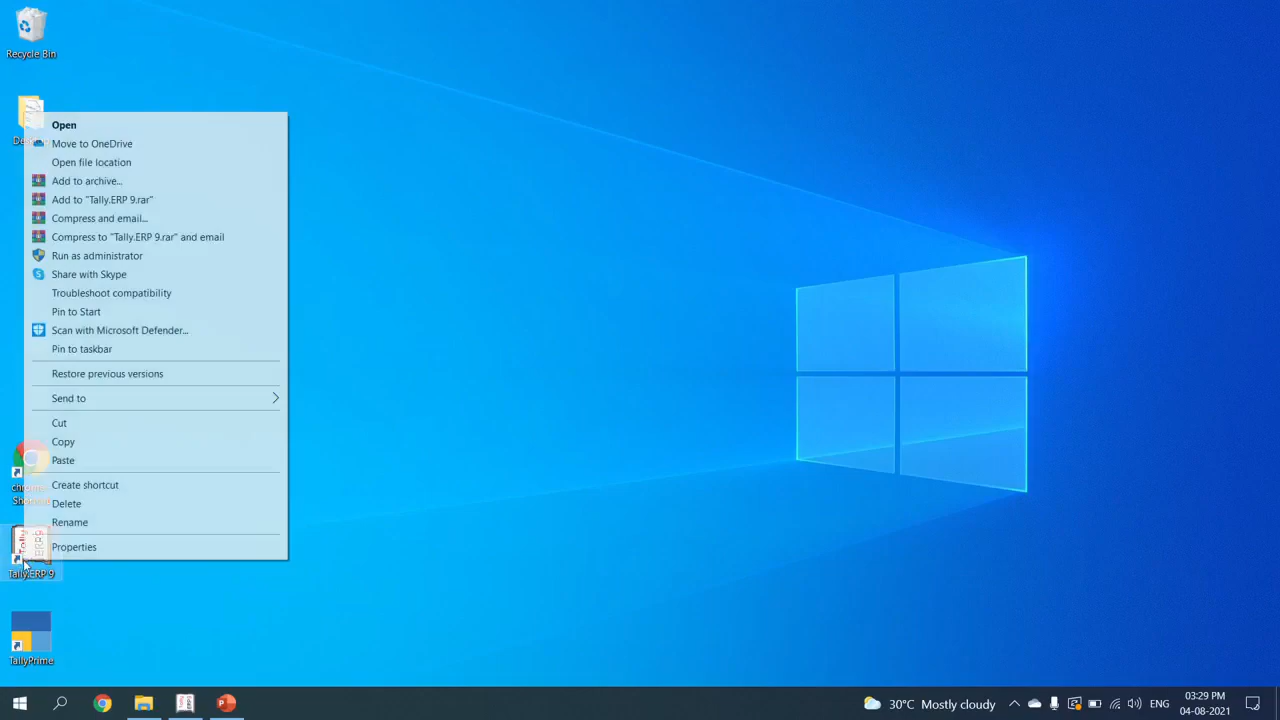 Recycle Bin
Open
Move to OneDrive
Open file location
Add to archive...
Add to "Tally.ERP 9.rar"
Compress and email...
Compress to "Tally.ERP 9.rar" and email
Run as administrator
Share with Skype
Troubleshoot compatibility
Pin to Start
Scan with Microsoft Defender...
Pin to taskbar
Restore previous versions
Send to
Cut
Copy
Paste
Create shortcut
Delete
Rename
Properties
Tally.ERP 9
TallyPrime
30°C Mostly cloudy
ENG
03:29 PM
04-08-2021